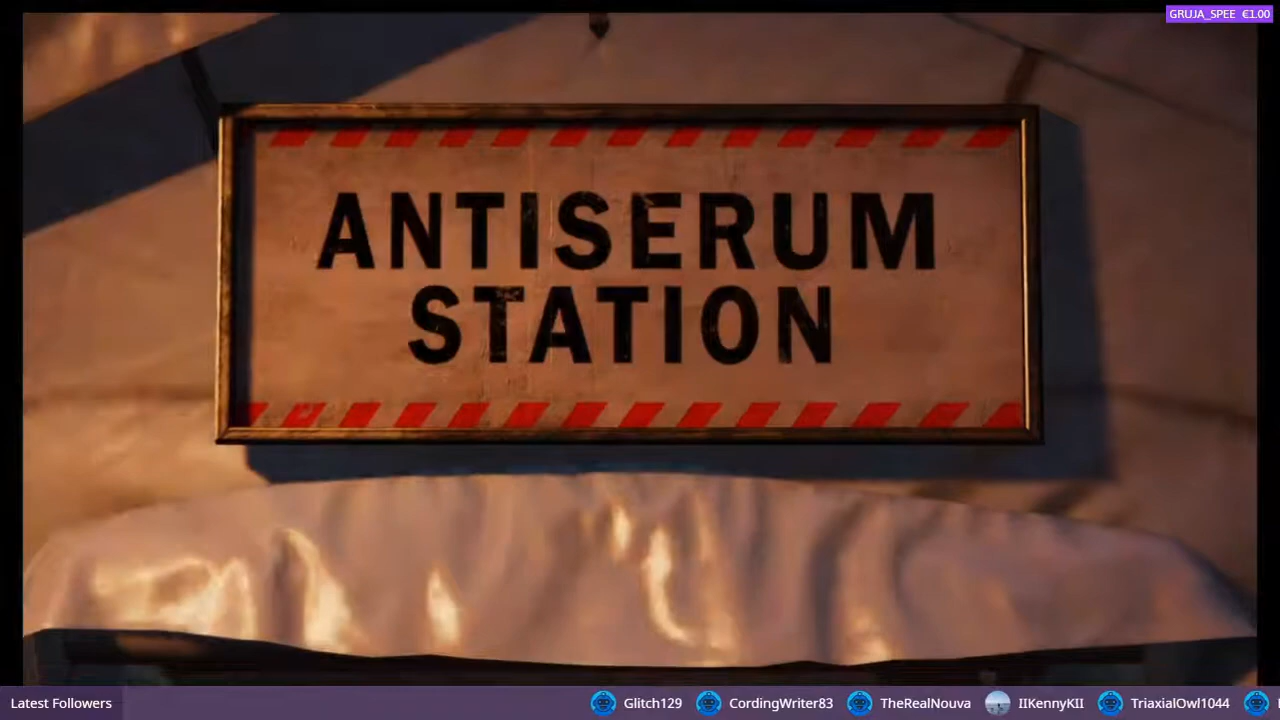 GRUJA_SPEE €1.00
ANTISERUM
STATION
Latest Followers
Glitch129
CordingWriter83
TheRealNouva
IIKennyKII
TriaxialOwl1044